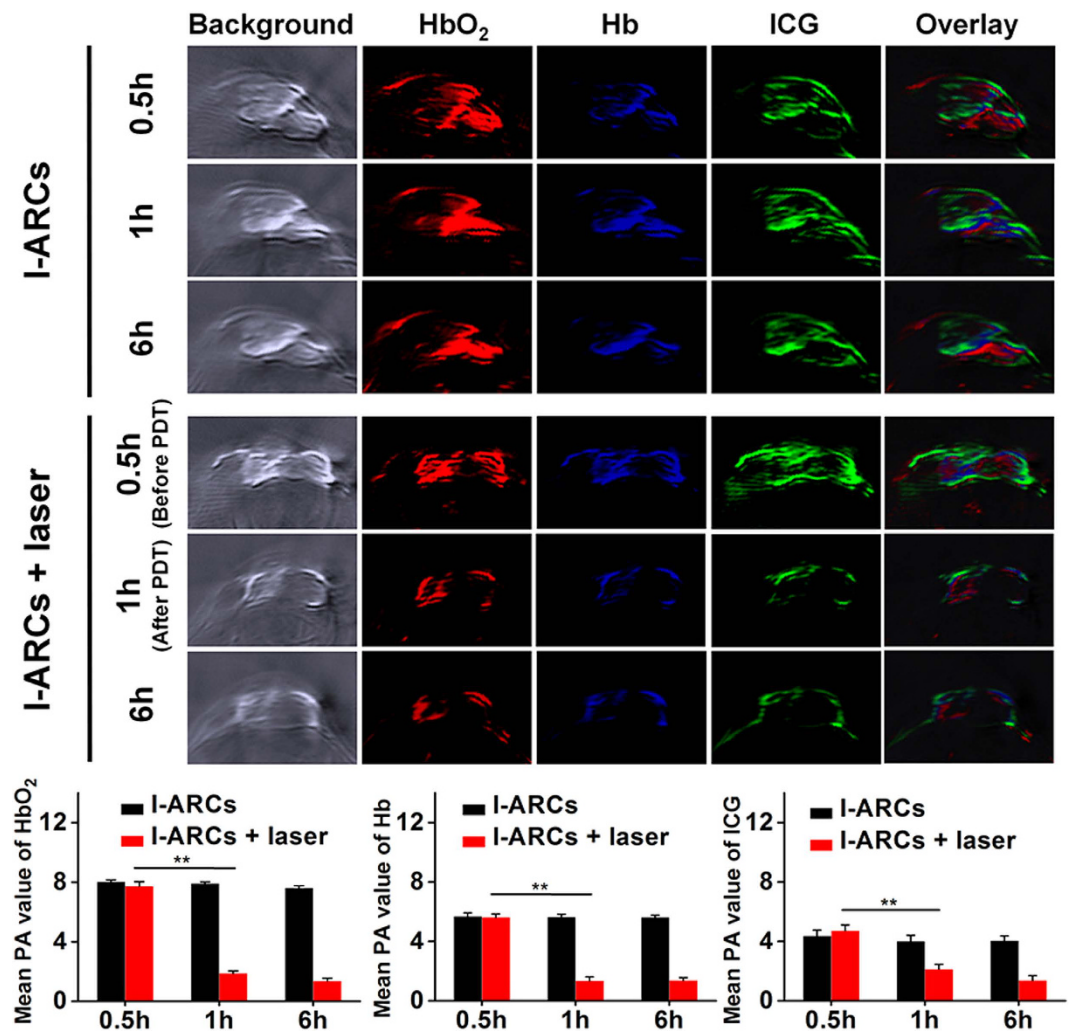 Background HbO₂ Hb ICG Overlay
I-ARCs
0.5h
1h
6h
I-ARCs + laser
0.5h
(Before PDT)
1h
(After PDT)
6h
Mean PA value of HbO₂
12
8
4
0
I-ARCs
I-ARCs + laser
**
0.5h 1h 6h
Mean PA value of Hb
12
8
4
0
I-ARCs
I-ARCs + laser
**
0.5h 1h 6h
Mean PA value of ICG
12
8
4
0
I-ARCs
I-ARCs + laser
**
0.5h 1h 6h